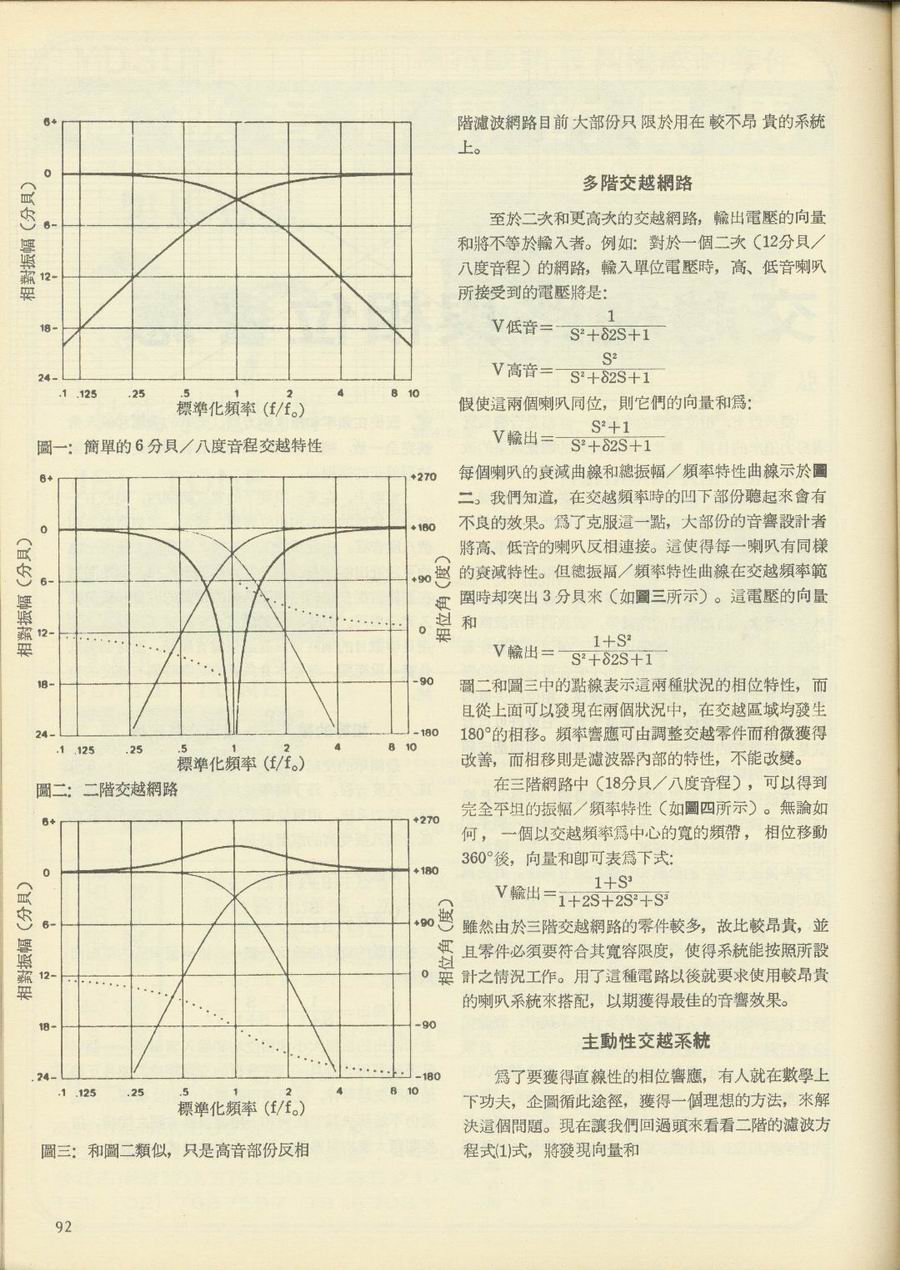 6+
0
6-
12-
18-
24-
相對振幅（分貝）
.1 .125 .25 .5 1 2 4 8 10
標準化頻率 (f/f₀)
圖一：簡單的6分貝／八度音程交越特性
6+
0
6-
12-
18-
24-
相對振幅（分貝）
+270
+180
+90
0
-90
-180
相位角（度）
.1 .125 .25 .5 1 2 4 8 10
標準化頻率 (f/f₀)
圖二：二階交越網路
6+
0
6-
12-
18-
24-
相對振幅（分貝）
+270
+180
+90
0
-90
-180
相位角（度）
.1 .125 .25 .5 1 2 4 8 10
標準化頻率 (f/f₀)
圖三：和圖二類似，只是高音部份反相
階濾波網路目前大部份只限於用在較不昂貴的系統
上。
多階交越網路
至於二次和更高次的交越網路，輸出電壓的向量
和將不等於輸入者。例如：對於一個二次（12分貝／
八度音程）的網路，輸入單位電壓時，高、低音喇叭
所接受到的電壓將是：
V低音＝ 1
S²+δ2S+1
V高音＝ S²
S²+δ2S+1
假使這兩個喇叭同位，則它們的向量和爲：
V輸出＝ S²+1
S²+δ2S+1
每個喇叭的衰減曲線和總振幅／頻率特性曲線示於圖
二。我們知道，在交越頻率時的凹下部份聽起來會有
不良的效果。爲了克服這一點，大部份的音響設計者
將高、低音的喇叭反相連接。這使得每一喇叭有同樣
的衰減特性。但總振幅／頻率特性曲線在交越頻率範
圍時却突出3分貝來（如圖三所示）。這電壓的向量
和
V輸出＝ 1+S²
S²+δ2S+1
圖二和圖三中的點線表示這兩種狀況的相位特性，而
且從上面可以發現在兩個狀況中，在交越區域均發生
180°的相移。頻率響應可由調整交越零件而稍微獲得
改善，而相移則是濾波器內部的特性，不能改變。
在三階網路中（18分貝／八度音程），可以得到
完全平坦的振幅／頻率特性（如圖四所示）。無論如
何，一個以交越頻率爲中心的寬的頻帶，相位移動
360°後，向量和卽可表爲下式：
V輸出＝ 1+S³
1+2S+2S²+S³
雖然由於三階交越網路的零件較多，故比較昂貴，並
且零件必須要符合其寬容限度，使得系統能按照所設
計之情況工作。用了這種電路以後就要求使用較昂貴
的喇叭系統來搭配，以期獲得最佳的音響效果。
主動性交越系統
爲了要獲得直線性的相位響應，有人就在數學上
下功夫，企圖循此途徑，獲得一個理想的方法，來解
決這個問題。現在讓我們回過頭來看看二階的濾波方
程式(1)式，將發現向量和
92